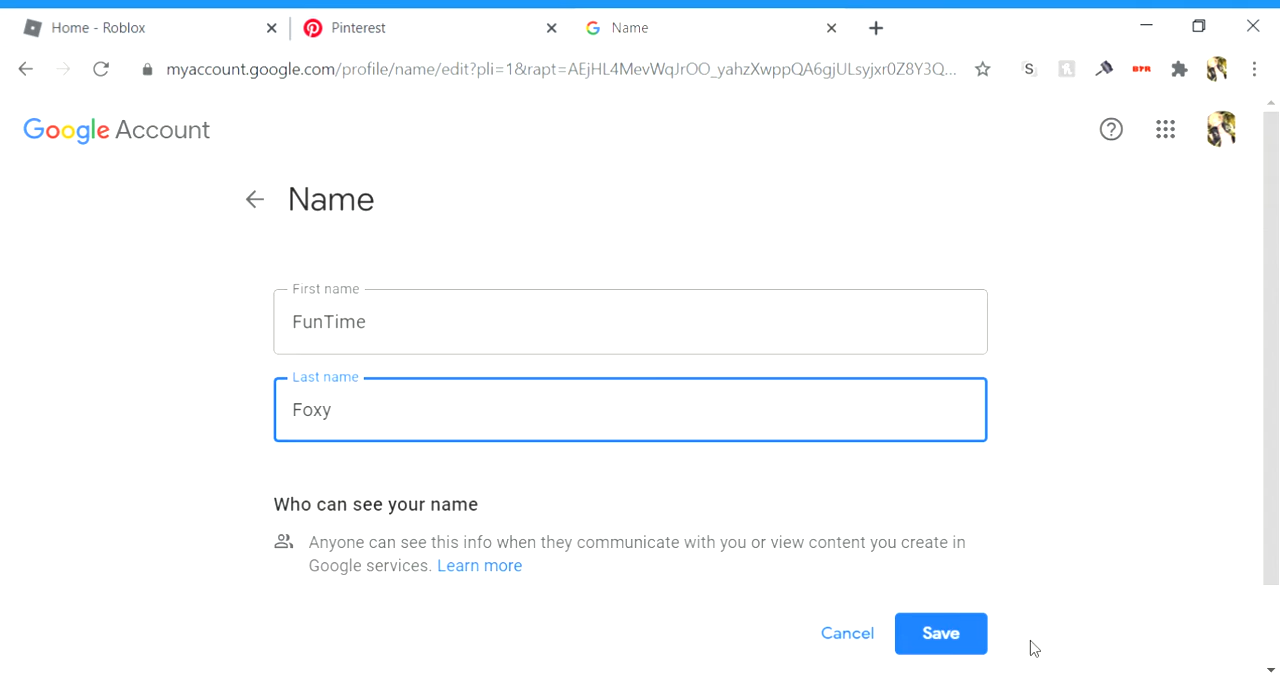 Home - Roblox
Pinterest
Name
myaccount.google.com/profile/name/edit?pli=1&rapt=AEjHL4MevWqJrOO_yahzXwppQA6gjULsyjxr0Z8Y3Q...
S
Google Account
Name
First name
FunTime
Last name
Foxy
Who can see your name
Anyone can see this info when they communicate with you or view content you create in
Google services. Learn more
Cancel Save